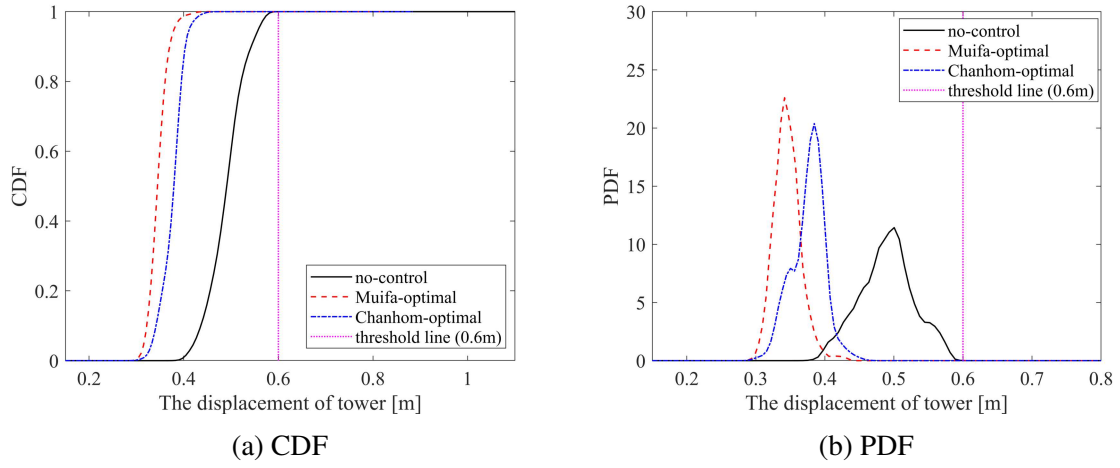 1
0.8
0.6
0.4
0.2
0
CDF
0.2
0.4
0.6
0.8
1
The displacement of tower [m]
no-control
Muifa-optimal
Chanhom-optimal
threshold line (0.6m)
(a) CDF
30
25
20
15
10
5
0
PDF
0.2
0.3
0.4
0.5
0.6
0.7
0.8
The displacement of tower [m]
no-control
Muifa-optimal
Chanhom-optimal
threshold line (0.6m)
(b) PDF